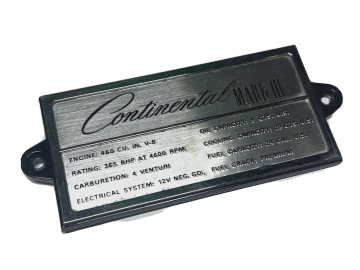 Continental MARK III
ENGINE: 460 CU. IN. V-8
RATING: 365 BHP AT 4600 RPM.
CARBURETION: 4 VENTURI
ELECTRICAL SYSTEM: 12V NEG. GD.
OIL CAPACITY
CAPACITY
FUEL CAPACITY
FUEL GRADE: PREMIUM